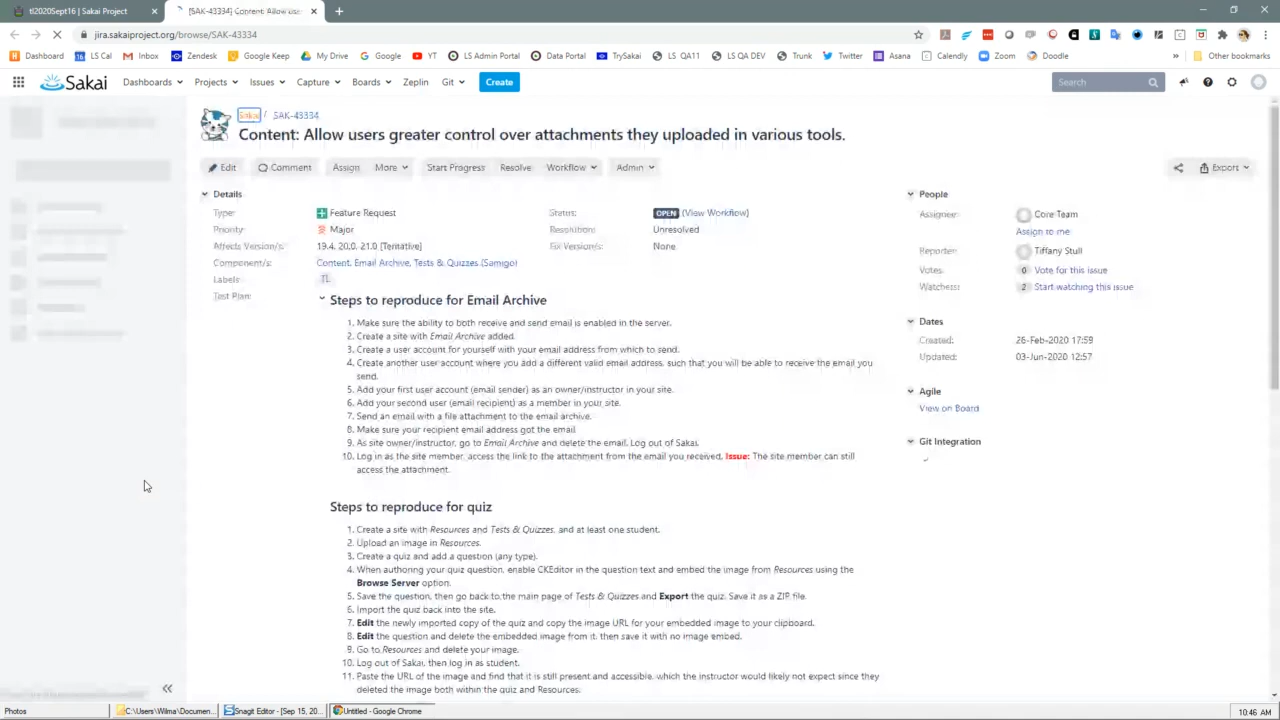 tl2020Sept16 | Sakai Project
[SAK-43334] Content: Allow use
jira.sakaiproject.org/browse/SAK-43334
Dashboard LS Cal Inbox Zendesk Google Keep My Drive Google YT LS Admin Portal Data Portal TrySakai LS QA11 LS QA DEV Trunk Twitter Asana Calendly Zoom Doodle » Other bookmarks
Sakai Dashboards Projects Issues Capture Boards Zeplin Git Create Search
Sakai / SAK-43334
Content: Allow users greater control over attachments they uploaded in various tools.
Edit Comment Assign More Start Progress Resolve Workflow Admin Export
Details
Type: Feature Request Status: OPEN (View Workflow)
Priority: Major Resolution: Unresolved
Affects Version/s: 19.4, 20.0, 21.0 [Tentative] Fix Version/s: None
Component/s: Content, Email Archive, Tests & Quizzes (Samigo)
Labels: TL
Test Plan:
Steps to reproduce for Email Archive
1. Make sure the ability to both receive and send email is enabled in the server.
2. Create a site with Email Archive added.
3. Create a user account for yourself with your email address from which to send.
4. Create another user account where you add a different valid email address, such that you will be able to receive the email you
send.
5. Add your first user account (email sender) as an owner/instructor in your site.
6. Add your second user (email recipient) as a member in your site.
7. Send an email with a file attachment to the email archive.
8. Make sure your recipient email address got the email.
9. As site owner/instructor, go to Email Archive and delete the email. Log out of Sakai.
10. Log in as the site member, access the link to the attachment from the email you received. Issue: The site member can still
access the attachment.
Steps to reproduce for quiz
1. Create a site with Resources and Tests & Quizzes, and at least one student.
2. Upload an image in Resources.
3. Create a quiz and add a question (any type).
4. When authoring your quiz question, enable CKEditor in the question text and embed the image from Resources using the
Browse Server option.
5. Save the question, then go back to the main page of Tests & Quizzes and Export the quiz. Save it as a ZIP file.
6. Import the quiz back into the site.
7. Edit the newly imported copy of the quiz and copy the image URL for your embedded image to your clipboard.
8. Edit the question and delete the embedded image from it, then save it with no image embed.
9. Go to Resources and delete your image.
10. Log out of Sakai, then log in as student.
11. Paste the URL of the image and find that it is still present and accessible, which the instructor would likely not expect since they
deleted the image both within the quiz and Resources.
People
Assignee: Core Team
Assign to me
Reporter: Tiffany Stull
Votes: 0 Vote for this issue
Watchers: 2 Start watching this issue
Dates
Created: 26-Feb-2020 17:59
Updated: 03-Jun-2020 12:57
Agile
View on Board
Git Integration
Photos C:\Users\Wilma\Documen... Snagit Editor - [Sep 15, 20... Untitled - Google Chrome 10:46 AM